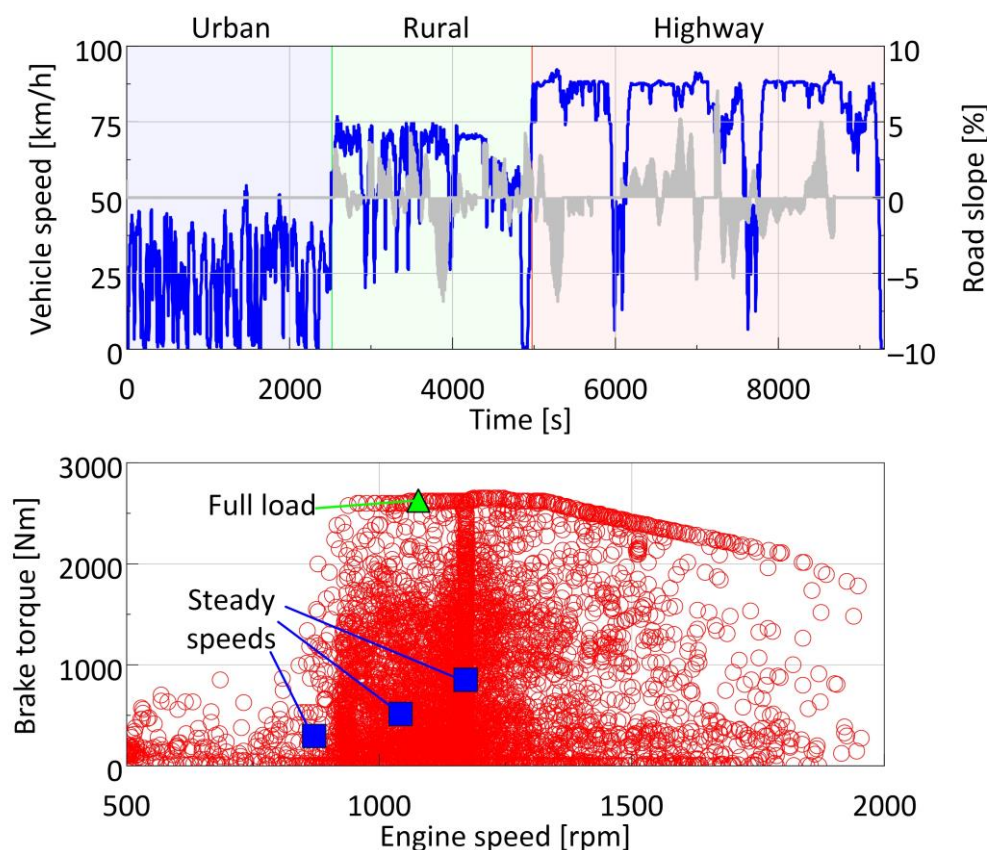 Urban Rural Highway
Vehicle speed [km/h]
100
75
50
25
0
10
5
0
−5
−10
Road slope [%]
0 2000 4000 6000 8000
Time [s]
Brake torque [Nm]
3000
2000
1000
0
Full load
Steady
speeds
500 1000 1500 2000
Engine speed [rpm]